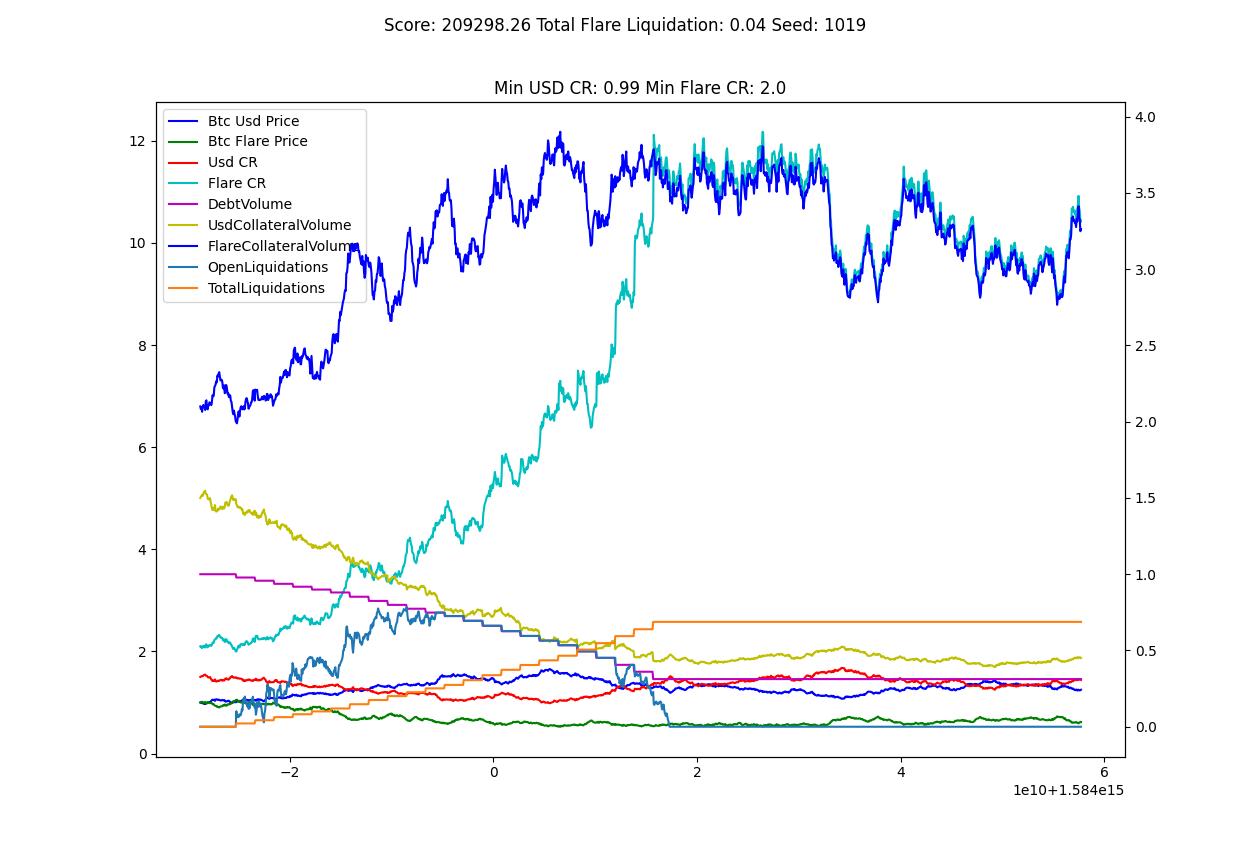 Score: 209298.26 Total Flare Liquidation: 0.04 Seed: 1019
Min USD CR: 0.99 Min Flare CR: 2.0
Btc Usd Price
Btc Flare Price
Usd CR
Flare CR
DebtVolume
UsdCollateralVolume
FlareCollateralVolume
OpenLiquidations
TotalLiquidations
12
10
8
6
4
2
0
4.0
3.5
3.0
2.5
2.0
1.5
1.0
0.5
0.0
−2
0
2
4
6
1e10+1.584e15